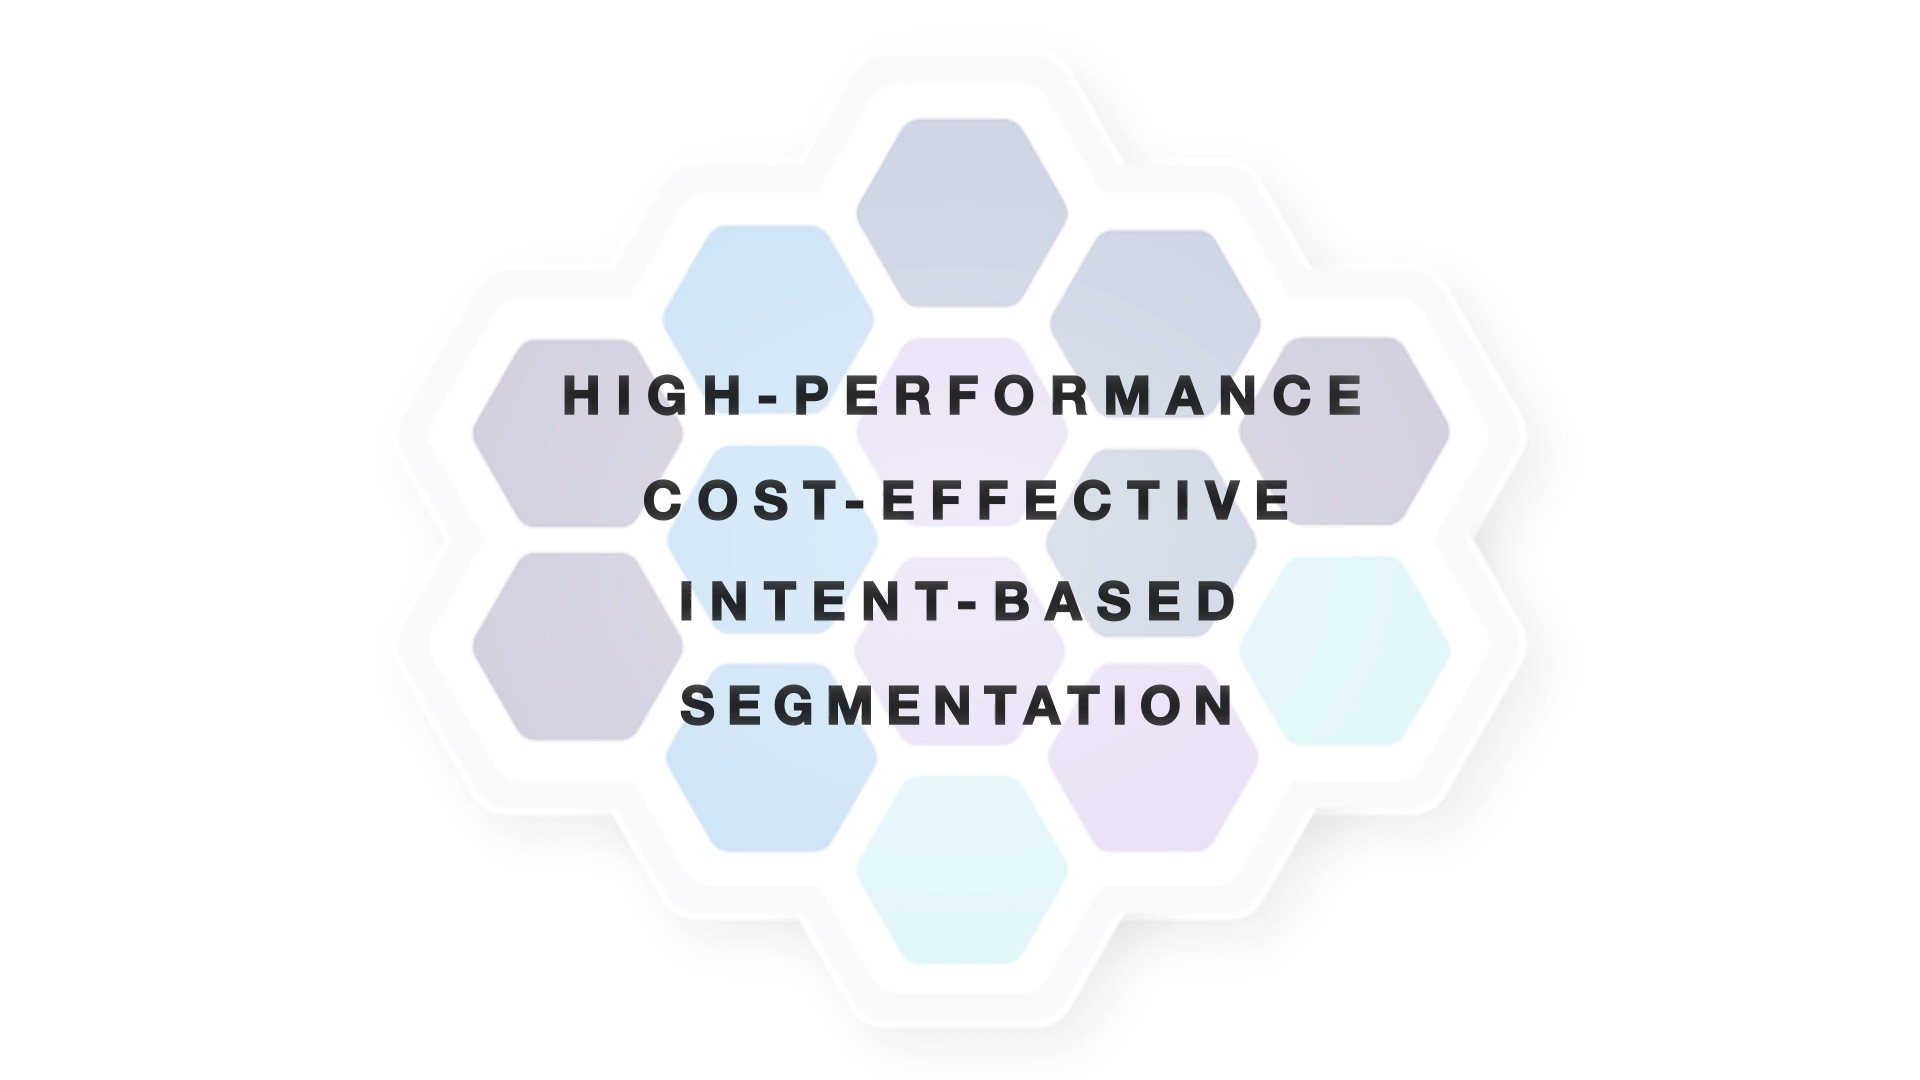 HIGH-PERFORMANCE
COST-EFFECTIVE
INTENT-BASED
SEGMENTATION